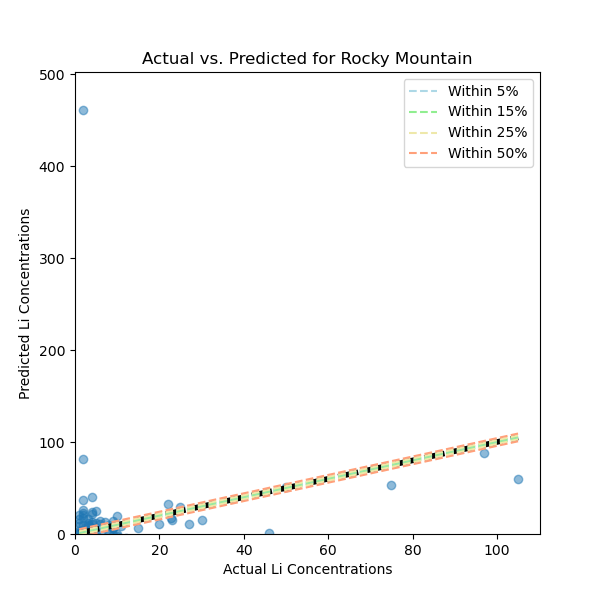 Actual vs. Predicted for Rocky Mountain
Within 5%
Within 15%
Within 25%
Within 50%
500
400
300
200
100
0
Predicted Li Concentrations
0 20 40 60 80 100
Actual Li Concentrations